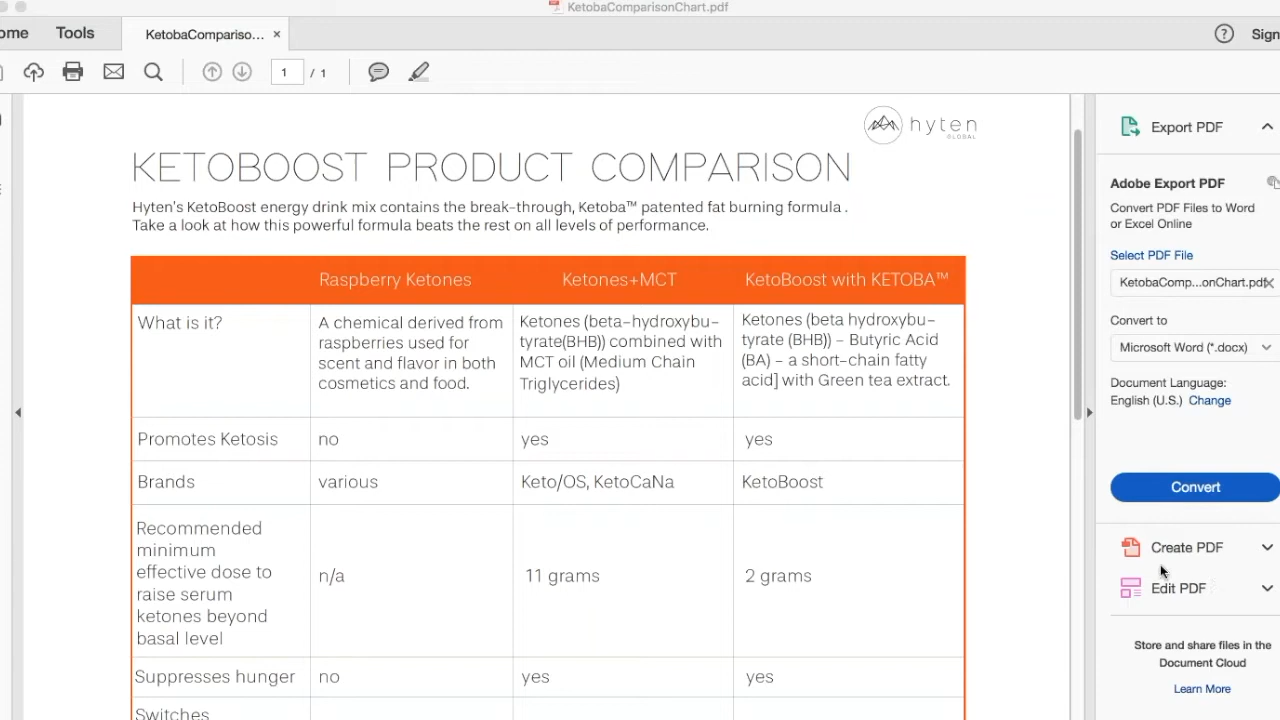 KetobaComparisonChart.pdf
ome Tools KetobaCompariso... × ? Sign
1 / 1
hyten
GLOBAL
KETOBOOST PRODUCT COMPARISON
Hyten's KetoBoost energy drink mix contains the break-through, Ketoba™ patented fat burning formula .
Take a look at how this powerful formula beats the rest on all levels of performance.
Raspberry Ketones Ketones+MCT KetoBoost with KETOBA™
What is it?
A chemical derived from
raspberries used for
scent and flavor in both
cosmetics and food.
Ketones (beta-hydroxybu-
tyrate(BHB)) combined with
MCT oil (Medium Chain
Triglycerides)
Ketones (beta hydroxybu-
tyrate (BHB)) - Butyric Acid
(BA) - a short-chain fatty
acid] with Green tea extract.
Promotes Ketosis no yes yes
Brands various Keto/OS, KetoCaNa KetoBoost
Recommended
minimum
effective dose to
raise serum
ketones beyond
basal level
n/a 11 grams 2 grams
Suppresses hunger no yes yes
Switches
Export PDF
Adobe Export PDF
Convert PDF Files to Word
or Excel Online
Select PDF File
KetobaComp...onChart.pdf
Convert to
Microsoft Word (*.docx)
Document Language:
English (U.S.) Change
Convert
Create PDF
Edit PDF
Store and share files in the
Document Cloud
Learn More